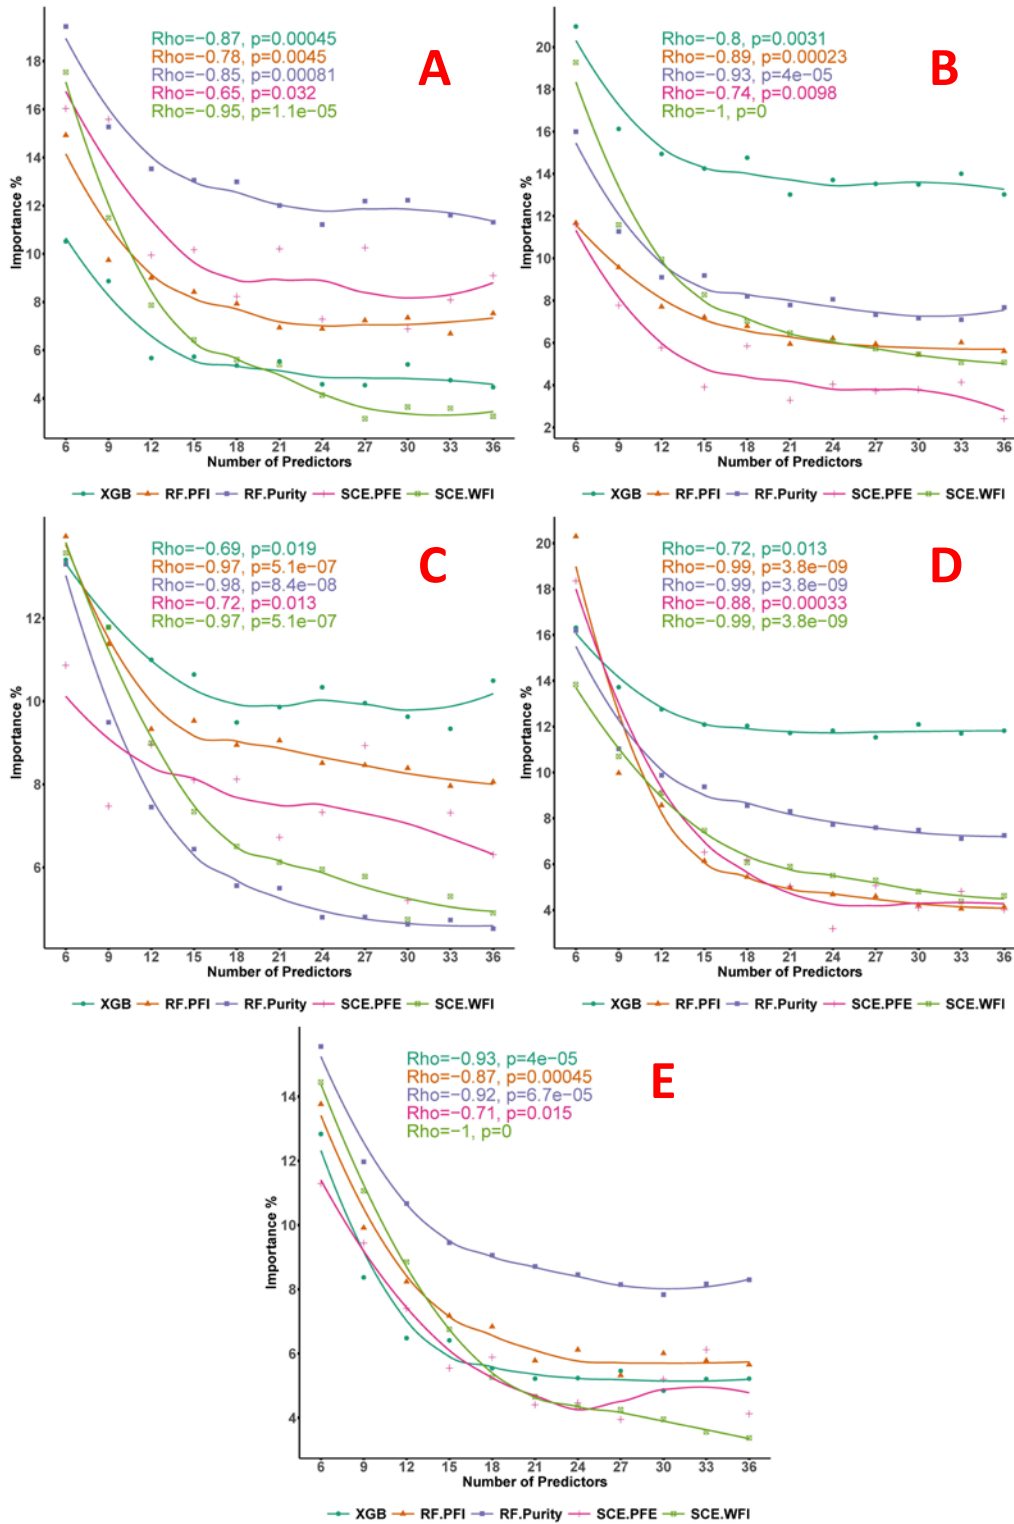 Rho=−0.87, p=0.00045
Rho=−0.78, p=0.0045
Rho=−0.85, p=0.00081
Rho=−0.65, p=0.032
Rho=−0.95, p=1.1e−05
A
Importance %
18
16
14
12
10
8
6
4
6 9 12 15 18 21 24 27 30 33 36
Number of Predictors
XGB RF.PFI RF.Purity SCE.PFE SCE.WFI
Rho=−0.8, p=0.0031
Rho=−0.89, p=0.00023
Rho=−0.93, p=4e−05
Rho=−0.74, p=0.0098
Rho=−1, p=0
B
Importance %
20
18
16
14
12
10
8
6
4
2
6 9 12 15 18 21 24 27 30 33 36
Number of Predictors
XGB RF.PFI RF.Purity SCE.PFE SCE.WFI
Rho=−0.69, p=0.019
Rho=−0.97, p=5.1e−07
Rho=−0.98, p=8.4e−08
Rho=−0.72, p=0.013
Rho=−0.97, p=5.1e−07
C
Importance %
12
10
8
6
6 9 12 15 18 21 24 27 30 33 36
Number of Predictors
XGB RF.PFI RF.Purity SCE.PFE SCE.WFI
Rho=−0.72, p=0.013
Rho=−0.99, p=3.8e−09
Rho=−0.99, p=3.8e−09
Rho=−0.88, p=0.00033
Rho=−0.99, p=3.8e−09
D
Importance %
20
18
16
14
12
10
8
6
4
6 9 12 15 18 21 24 27 30 33 36
Number of Predictors
XGB RF.PFI RF.Purity SCE.PFE SCE.WFI
Rho=−0.93, p=4e−05
Rho=−0.87, p=0.00045
Rho=−0.92, p=6.7e−05
Rho=−0.71, p=0.015
Rho=−1, p=0
E
Importance %
14
12
10
8
6
4
6 9 12 15 18 21 24 27 30 33 36
Number of Predictors
XGB RF.PFI RF.Purity SCE.PFE SCE.WFI